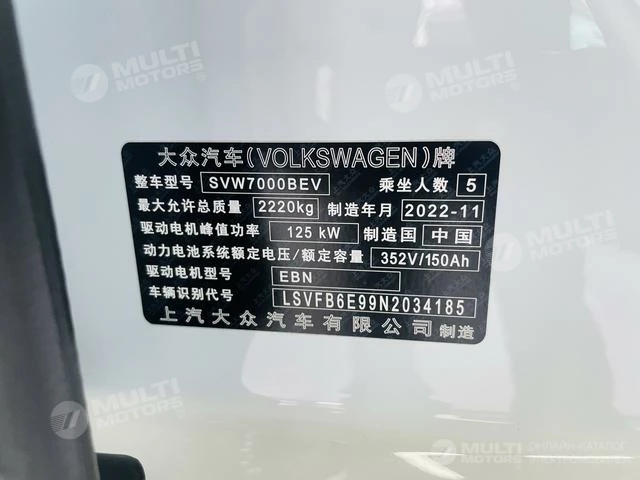 MULTI
MOTORS®
MULTI
MOTORS®
大众汽车(VOLKSWAGEN)牌
整车型号 SVW7000BEV 乘坐人数 5
最大允许总质量 2220kg 制造年月 2022-11
驱动电机峰值功率 125 kW 制造国 中国
动力电池系统额定电压/额定容量 352V/150Ah
驱动电机型号 EBN
车辆识别代号 LSVFB6E99N2034185
上汽大众汽车有限公司 制造
MULTI
MOTORS
MULTI
MOTORS
MULTI
MOTORS
ОНЛАЙН-КАТАЛОГ
ЭЛЕКТРОМОБИЛЕЙ